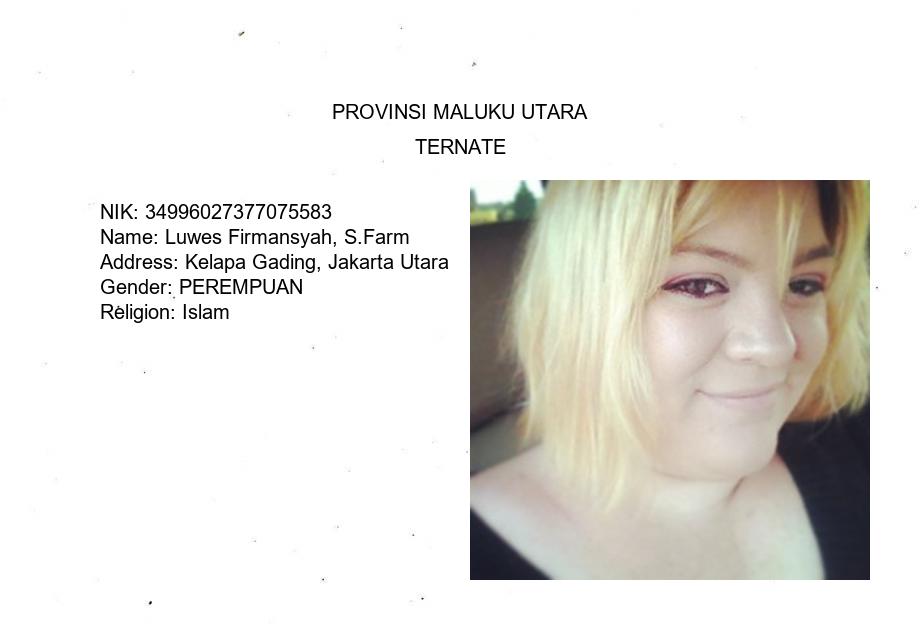 PROVINSI MALUKU UTARA
TERNATE
NIK: 34996027377075583
Name: Luwes Firmansyah, S.Farm
Address: Kelapa Gading, Jakarta Utara
Gender: PEREMPUAN
Religion: Islam